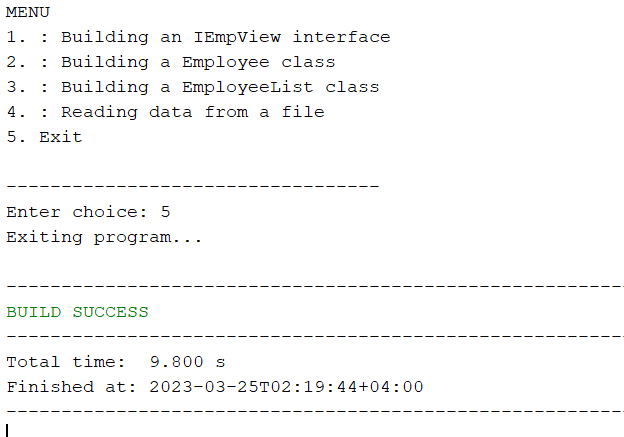 MENU
1. : Building an IEmpView interface
2. : Building a Employee class
3. : Building a EmployeeList class
4. : Reading data from a file
5. Exit
----------------------------------
Enter choice: 5
Exiting program...
---------------------------------------------------------
BUILD SUCCESS
---------------------------------------------------------
Total time:  9.800 s
Finished at: 2023-03-25T02:19:44+04:00
---------------------------------------------------------